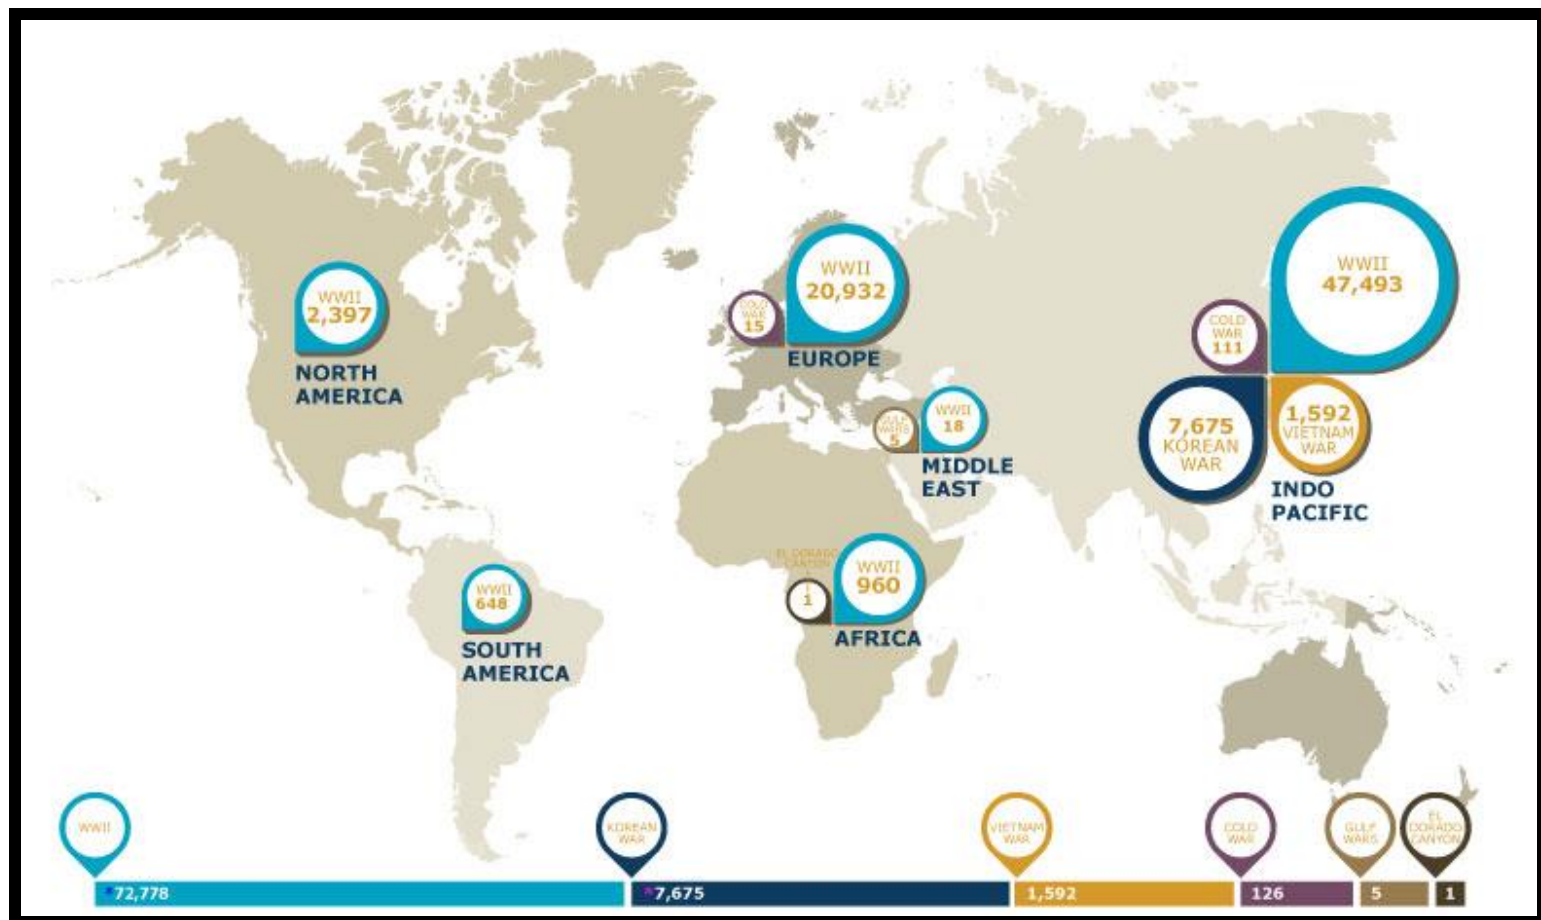 WWII
2,397
NORTH
AMERICA
WWII
648
SOUTH
AMERICA
COLD
WAR
15
WWII
20,932
EUROPE
GULF
WARS
5
WWII
18
MIDDLE
EAST
EL DORADO
CANYON
1
WWII
960
AFRICA
WWII
47,493
COLD
WAR
111
7,675
KOREAN
WAR
1,592
VIETNAM
WAR
INDO
PACIFIC
WWII
KOREAN
WAR
VIETNAM
WAR
COLD
WAR
GULF
WARS
EL
DORADO
CANYON
*72,778
*7,675
1,592
126
5
1